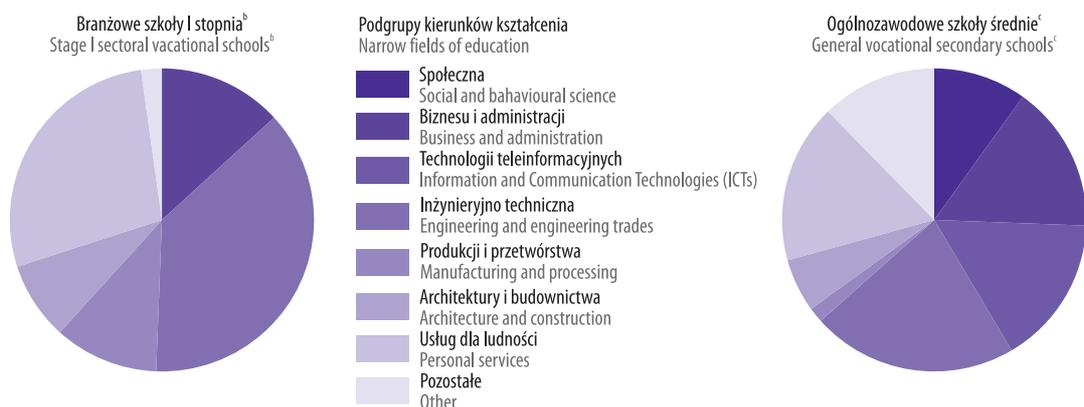 Branżowe szkoły I stopnia^b
Stage I sectoral vacational schools^b
Podgrupy kierunków kształcenia
Narrow fields of education
Społeczna
Social and bahavioural science
Biznesu i administracji
Business and administration
Technologii teleinformacyjnych
Information and Communication Technologies (ICTs)
Inżynieryjno techniczna
Engineering and engineering trades
Produkcji i przetwórstwa
Manufacturing and processing
Architektury i budownictwa
Architecture and construction
Usług dla ludności
Personal services
Pozostałe
Other
Ogólnozawodowe szkoły średnie^c
General vocational secondary schools^c